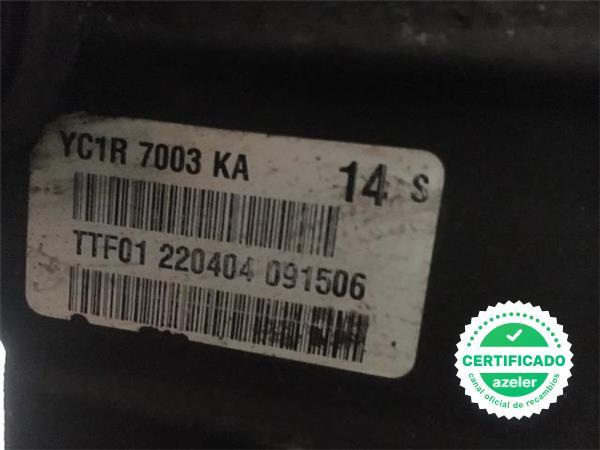 YC1R 7003 KA 14 S
TTF01 220404 091506
CERTIFICADO
azeler
canal oficial de recambios